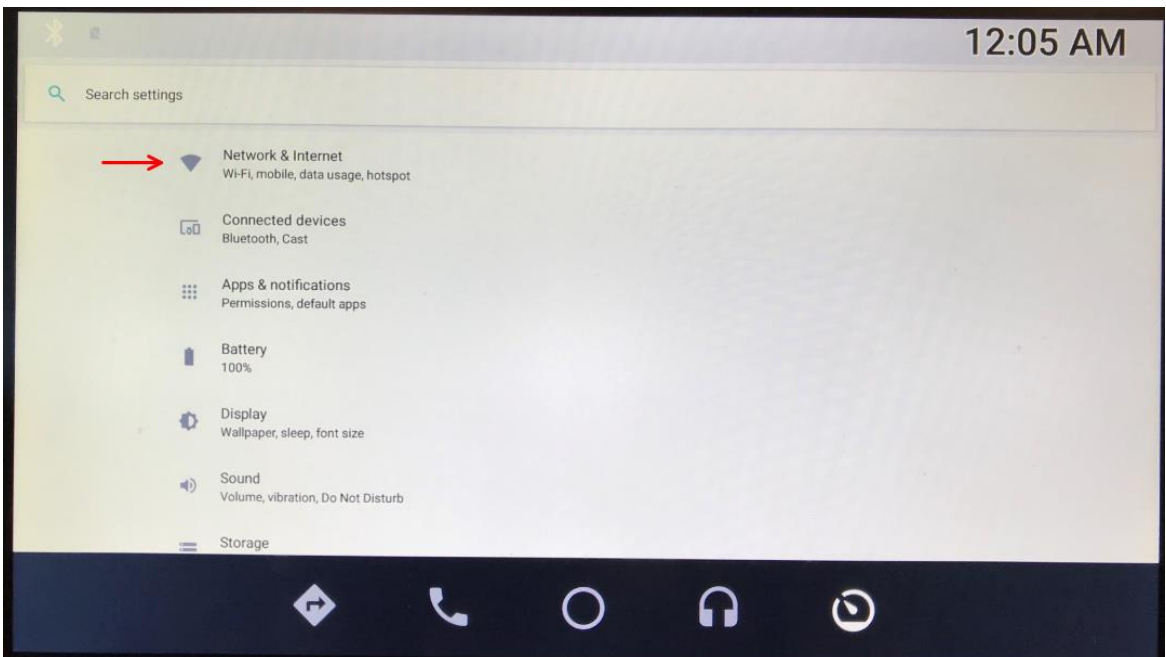 12:05 AM
Search settings
Network & Internet
Wi-Fi, mobile, data usage, hotspot
Connected devices
Bluetooth, Cast
Apps & notifications
Permissions, default apps
Battery
100%
Display
Wallpaper, sleep, font size
Sound
Volume, vibration, Do Not Disturb
Storage